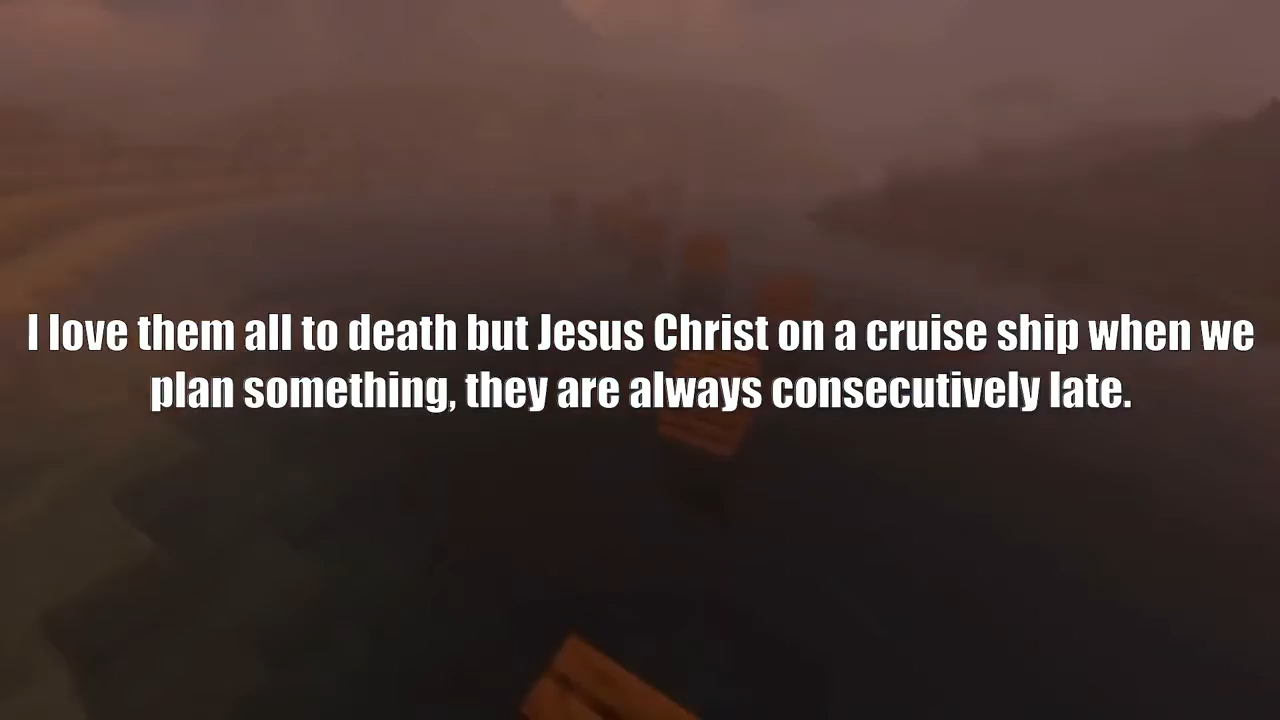 I love them all to death but Jesus Christ on a cruise ship when we
plan something, they are always consecutively late.